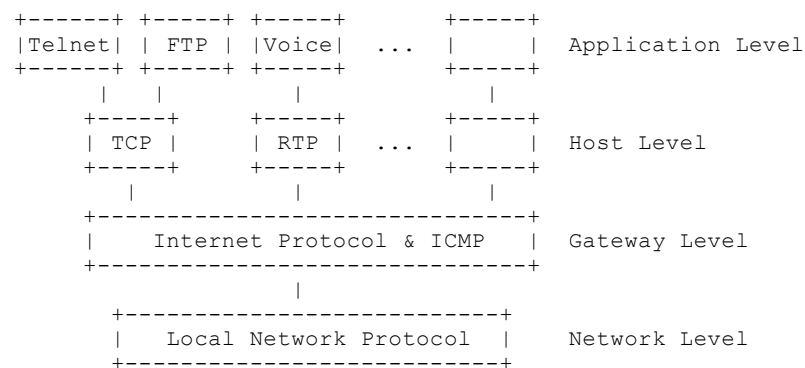 Telnet FTP Voice ... Application Level
TCP RTP ... Host Level
Internet Protocol & ICMP Gateway Level
Local Network Protocol Network Level